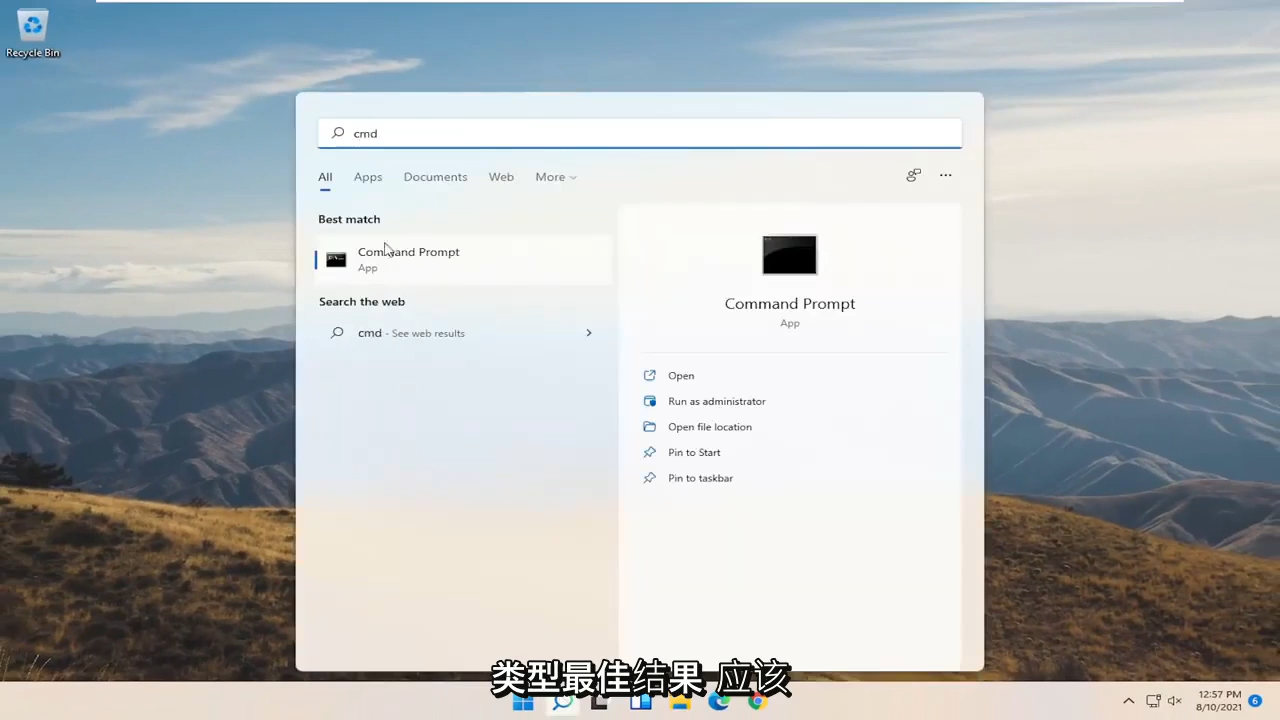 Recycle Bin
cmd
All Apps Documents Web More
Best match
Command Prompt
App
Search the web
cmd - See web results
Command Prompt
App
Open
Run as administrator
Open file location
Pin to Start
Pin to taskbar
类型最佳结果 应该
12:57 PM
8/10/2021
6